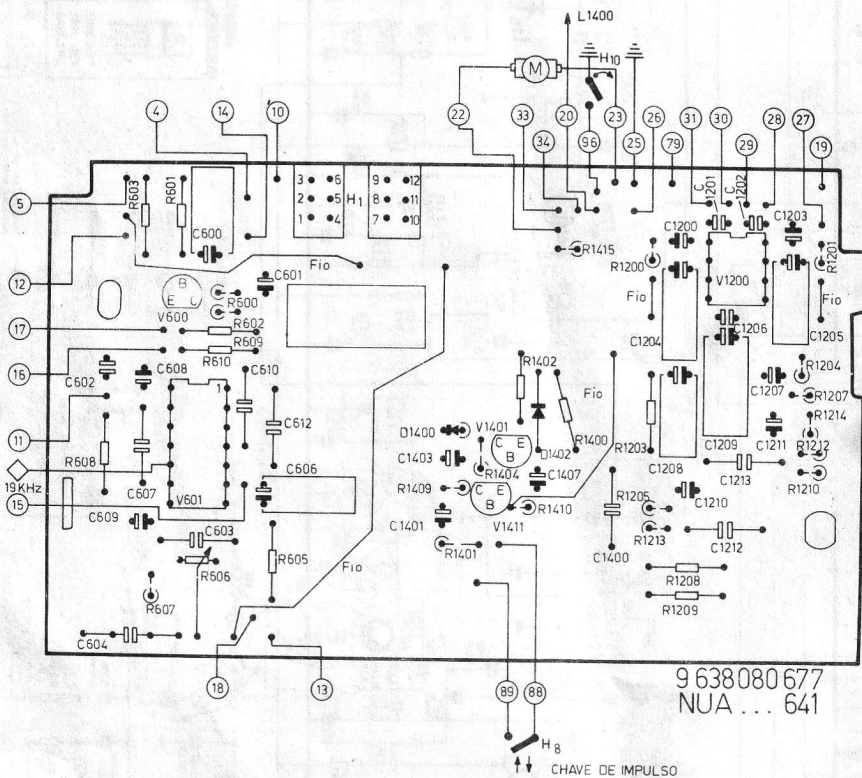 L1400
M
H10
22
33
34
20
96
23
25
26
79
31
30
29
28
27
19
4
14
10
5
12
17
16
11
19KHz
15
R603
R601
C600
3 6
2 5
1 4
H1
9 12
8 11
7 10
Fio
C601
B
E C
V600
R600
R602
R609
R610
C602
C608
C610
1
C612
R608
C607
V601
C606
C609
C603
R606
R605
Fio
R607
C604
18
13
R1415
R1402
Fio
D1400
V1401
C E
B
D1402
R1400
C1403
R1404
C1407
R1409
C E
B
R1410
V1411
C1401
R1401
C1400
89
88
H8
CHAVE DE IMPULSO
C1200
C1201
C1202
C1203
R1200
R1201
V1200
Fio
Fio
C1204
C1206
C1205
R1204
C1207
R1207
R1214
R1203
C1208
C1209
C1211
R1212
C1213
R1210
R1205
C1210
R1213
C1212
R1208
R1209
9638080677
NUA ... 641